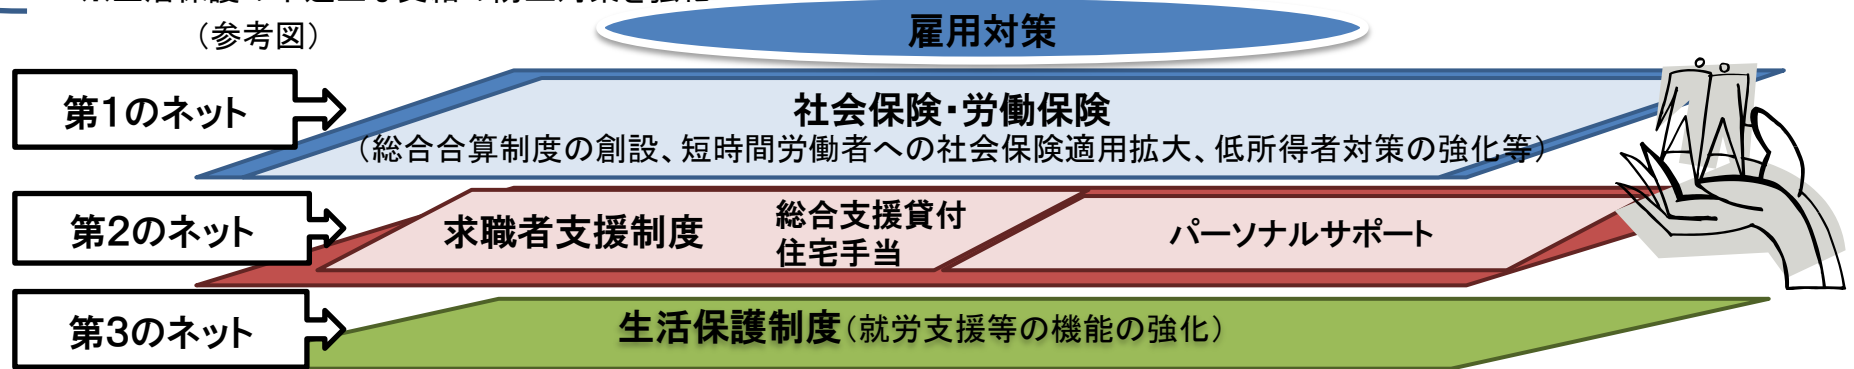 (参考図)
雇用対策
第1のネット
社会保険・労働保険
(総合合算制度の創設、短時間労働者への社会保険適用拡大、低所得者対策の強化等)
第2のネット
求職者支援制度
総合支援貸付
住宅手当
パーソナルサポート
第3のネット
生活保護制度(就労支援等の機能の強化)